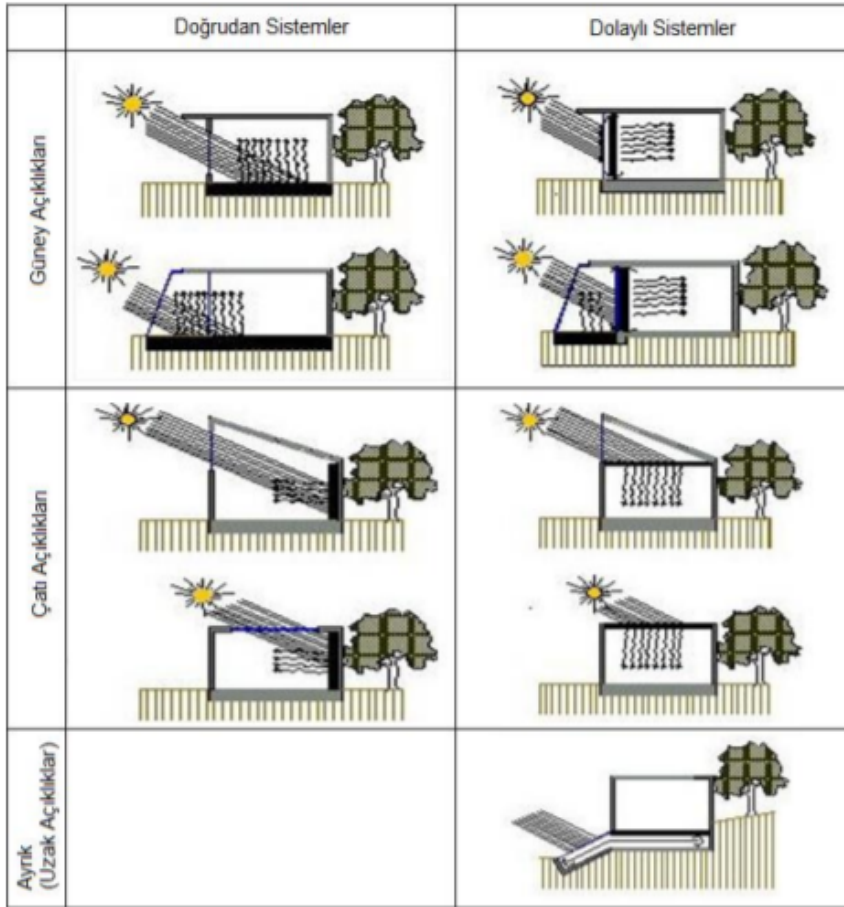 Doğrudan Sistemler
Dolaylı Sistemler
Güney Açıklıkları
Çatı Açıklıkları
Ayrık
(Uzak Açıklıklar)